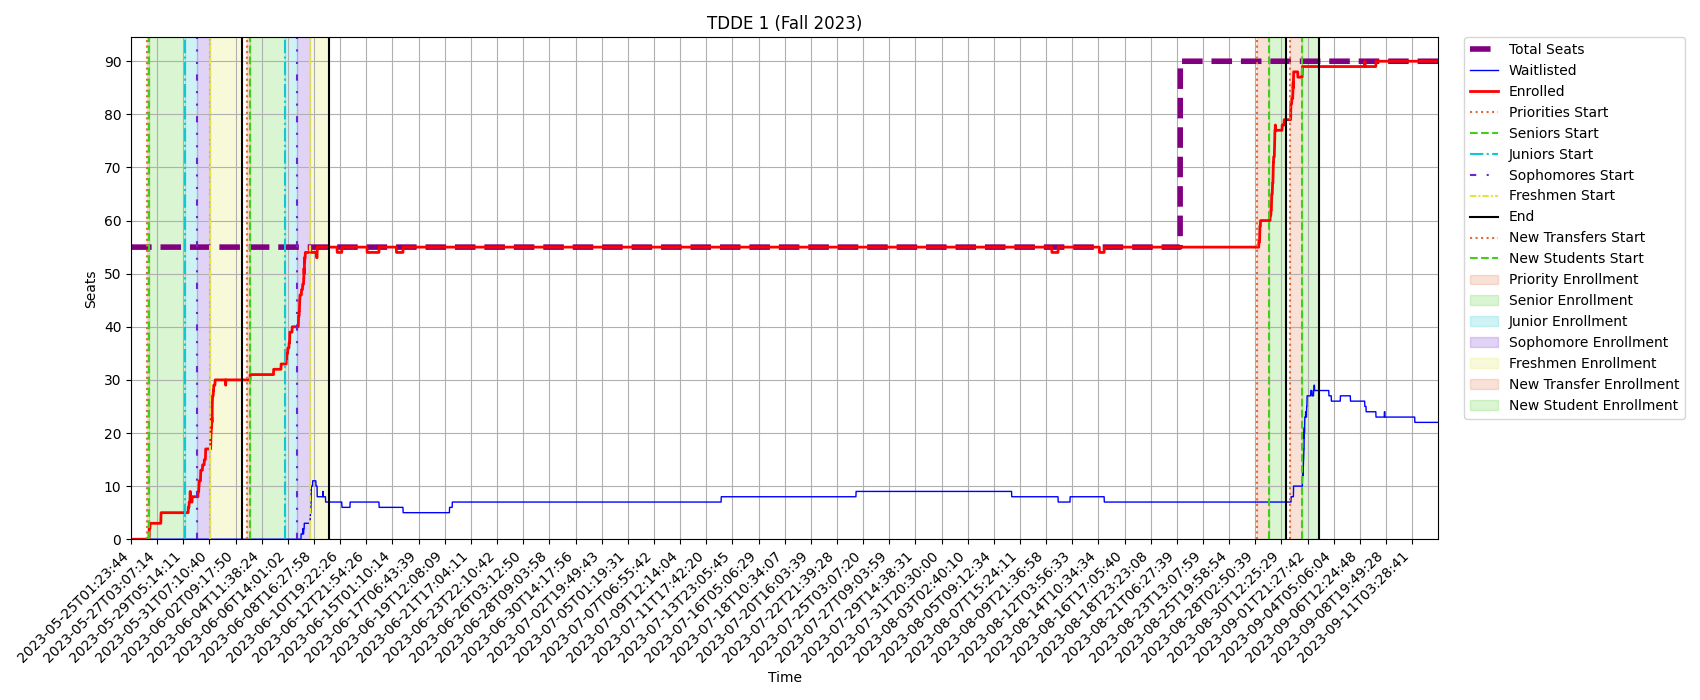 TDDE 1 (Fall 2023)
Seats
90
80
70
60
50
40
30
20
10
0
2023-05-25T01:23:44
2023-05-27T03:07:14
2023-05-29T05:14:11
2023-05-31T07:10:40
2023-06-02T09:17:50
2023-06-04T11:38:24
2023-06-06T14:01:02
2023-06-08T16:27:58
2023-06-10T19:22:26
2023-06-12T21:54:26
2023-06-15T01:10:14
2023-06-17T06:43:39
2023-06-19T12:08:09
2023-06-21T17:04:11
2023-06-23T22:10:42
2023-06-26T03:12:50
2023-06-28T09:03:58
2023-06-30T14:17:56
2023-07-02T19:49:43
2023-07-05T01:19:31
2023-07-07T06:55:42
2023-07-09T12:14:04
2023-07-11T17:42:20
2023-07-13T23:05:45
2023-07-16T05:06:29
2023-07-18T10:34:07
2023-07-20T16:03:39
2023-07-22T21:39:28
2023-07-25T03:07:20
2023-07-27T09:03:59
2023-07-29T14:38:31
2023-07-31T20:30:00
2023-08-03T02:40:10
2023-08-05T09:12:34
2023-08-07T15:24:11
2023-08-09T21:36:58
2023-08-12T03:56:33
2023-08-14T10:34:34
2023-08-16T17:05:40
2023-08-18T23:23:08
2023-08-21T06:27:39
2023-08-23T13:07:59
2023-08-25T19:58:54
2023-08-28T02:50:39
2023-08-30T12:25:29
2023-09-01T21:27:42
2023-09-04T05:06:04
2023-09-06T12:24:48
2023-09-08T19:49:28
2023-09-11T03:28:41
Time
Total Seats
Waitlisted
Enrolled
Priorities Start
Seniors Start
Juniors Start
Sophomores Start
Freshmen Start
End
New Transfers Start
New Students Start
Priority Enrollment
Senior Enrollment
Junior Enrollment
Sophomore Enrollment
Freshmen Enrollment
New Transfer Enrollment
New Student Enrollment